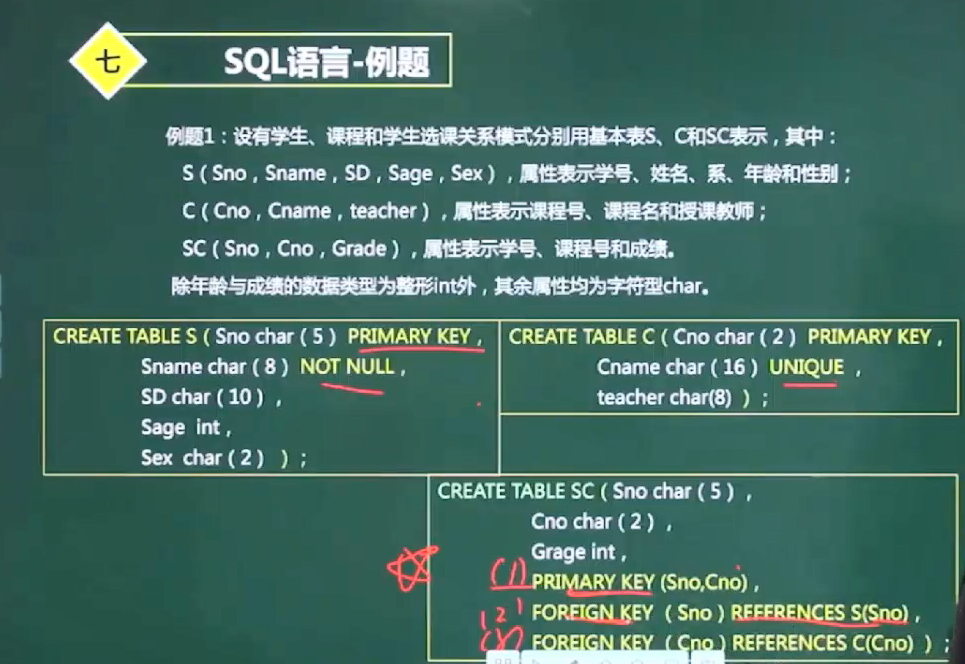 七
SQL语言-例题
例题1：设有学生、课程和学生选课关系模式分别用基本表S、C和SC表示，其中：
S（Sno，Sname，SD，Sage，Sex），属性表示学号、姓名、系、年龄和性别；
C（Cno，Cname，teacher），属性表示课程号、课程名和授课教师；
SC（Sno，Cno，Grade），属性表示学号、课程号和成绩。
除年龄与成绩的数据类型为整形int外，其余属性均为字符型char。
CREATE TABLE S（Sno char（5）PRIMARY KEY，
Sname char（8）NOT NULL，
SD char（10），
Sage int，
Sex char（2））；
CREATE TABLE C（Cno char（2）PRIMARY KEY，
Cname char（16）UNIQUE，
teacher char(8)）；
CREATE TABLE SC（Sno char（5），
Cno char（2），
Grage int，
(1) PRIMARY KEY (Sno,Cno)，
(2) FOREIGN KEY（Sno）REFERENCES S(Sno)，
FOREIGN KEY（Cno）REFERENCES C(Cno)）；